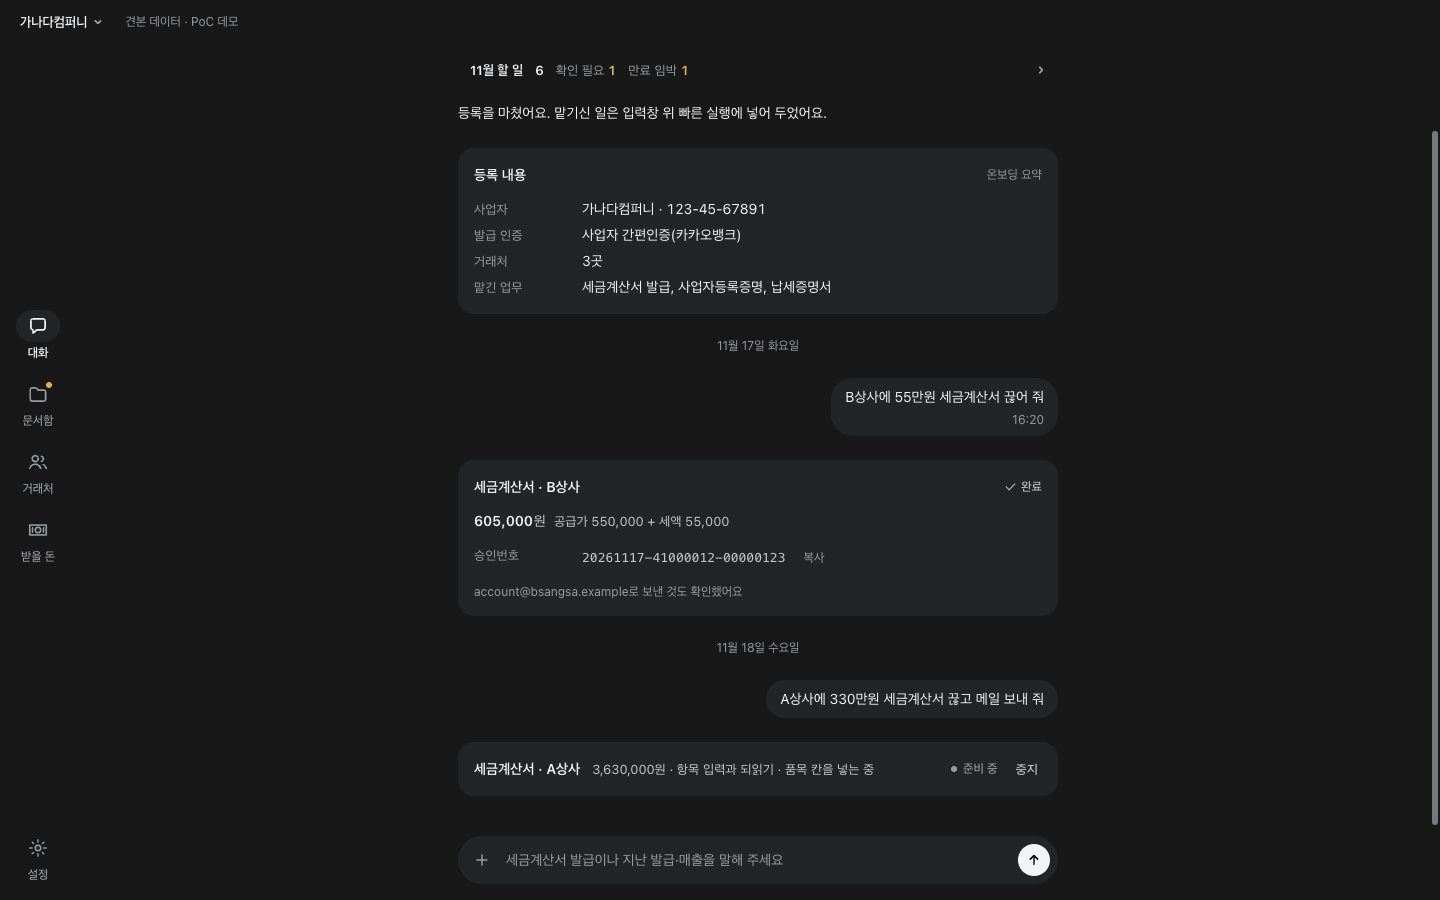 가나다컴퍼니 견본 데이터 · PoC 데모
11월 할 일 6 확인 필요 1 만료 임박 1
등록을 마쳤어요. 맡기신 일은 입력창 위 빠른 실행에 넣어 두었어요.
등록 내용 온보딩 요약
사업자 가나다컴퍼니 · 123-45-67891
발급 인증 사업자 간편인증(카카오뱅크)
거래처 3곳
맡긴 업무 세금계산서 발급, 사업자등록증명, 납세증명서
11월 17일 화요일
B상사에 55만원 세금계산서 끊어 줘
16:20
세금계산서 · B상사 완료
605,000원 공급가 550,000 + 세액 55,000
승인번호 20261117-41000012-00000123 복사
account@bsangsa.example로 보낸 것도 확인했어요
11월 18일 수요일
A상사에 330만원 세금계산서 끊고 메일 보내 줘
세금계산서 · A상사 3,630,000원 · 항목 입력과 되읽기 · 품목 칸을 넣는 중 준비 중 중지
세금계산서 발급이나 지난 발급·매출을 말해 주세요
대화
문서함
거래처
받을 돈
설정